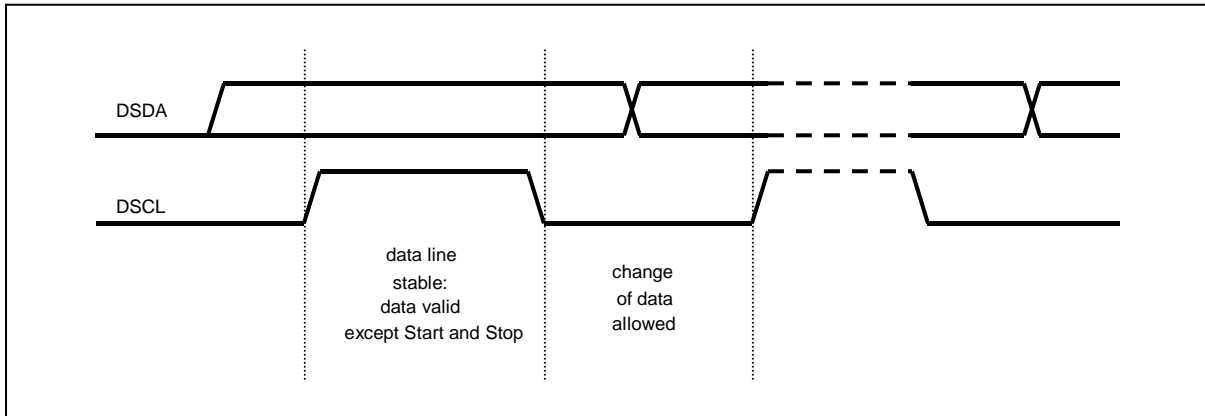 DSDA
DSCL
data line
stable:
data valid
except Start and Stop
change
of data
allowed